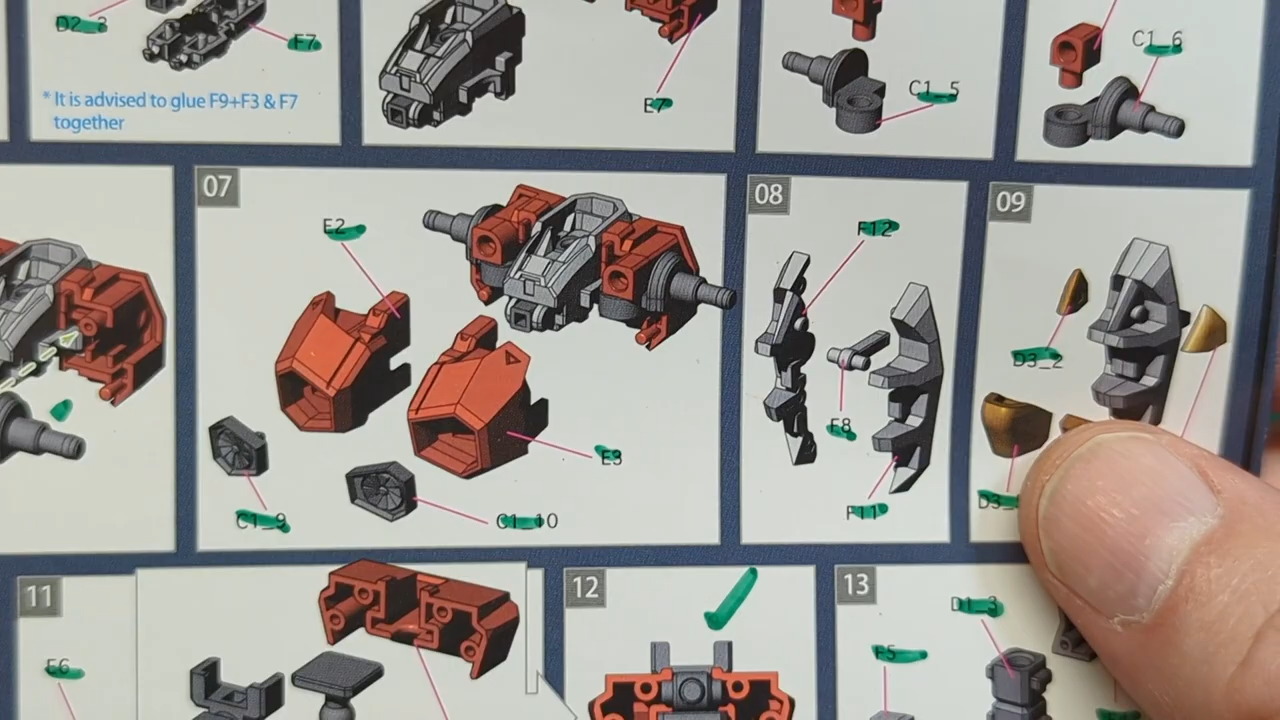 D2_3
F7
* It is advised to glue F9+F3 & F7
together
E7
C1_5
C1_6
07
E2
E3
C1_9
C1_10
08
F12
F8
F11
09
D3_2
11
12
13
D1_3
F5